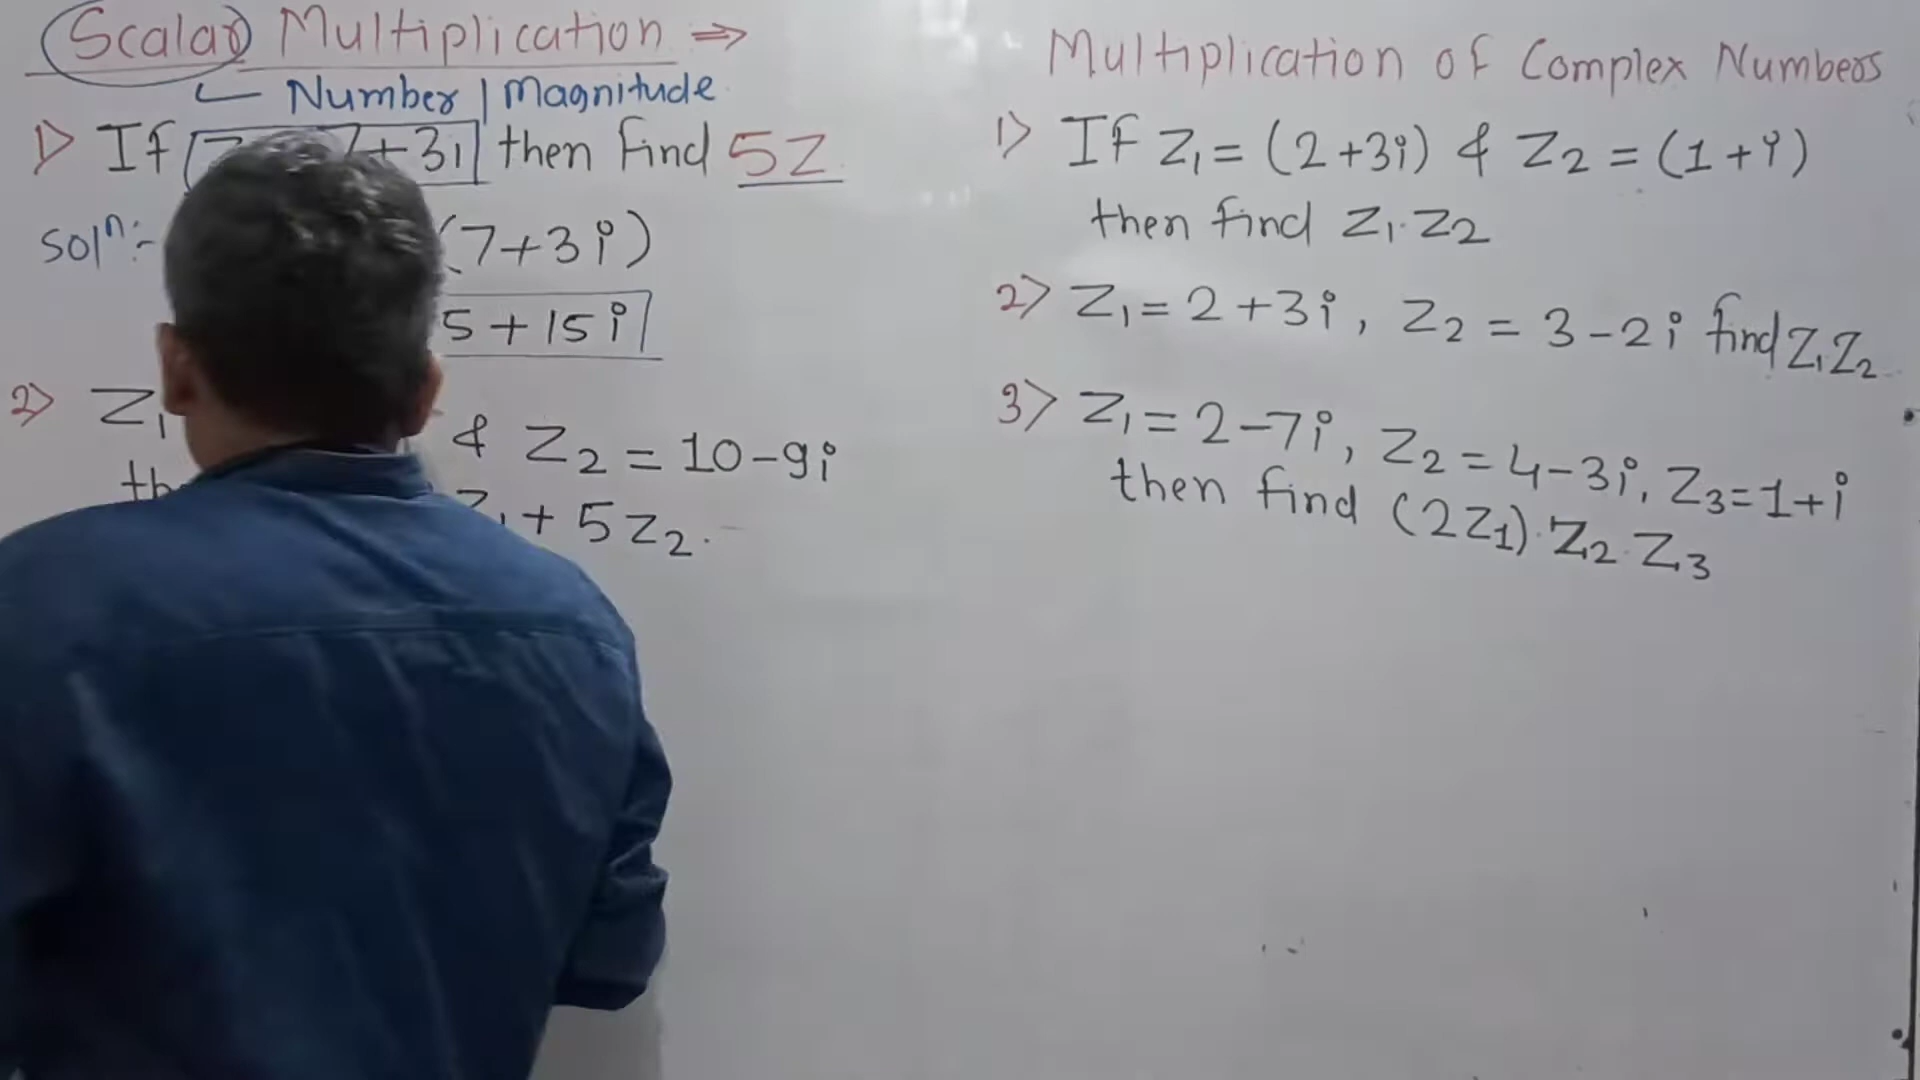 Scalar Multiplication ⇒
Number | Magnitude
1> If 7+3i then find 5Z
Solⁿ:- (7+3i)
5+15i
2> Z₁ & Z₂ = 10-9i
+ 5Z₂.
Multiplication of Complex Numbers
1> If Z₁ = (2+3i) & Z₂ = (1+i)
then find Z₁.Z₂
2> Z₁ = 2+3i, Z₂ = 3-2i find Z₁.Z₂
3> Z₁ = 2-7i, Z₂ = 4-3i, Z₃ = 1+i
then find (2Z₁).Z₂.Z₃